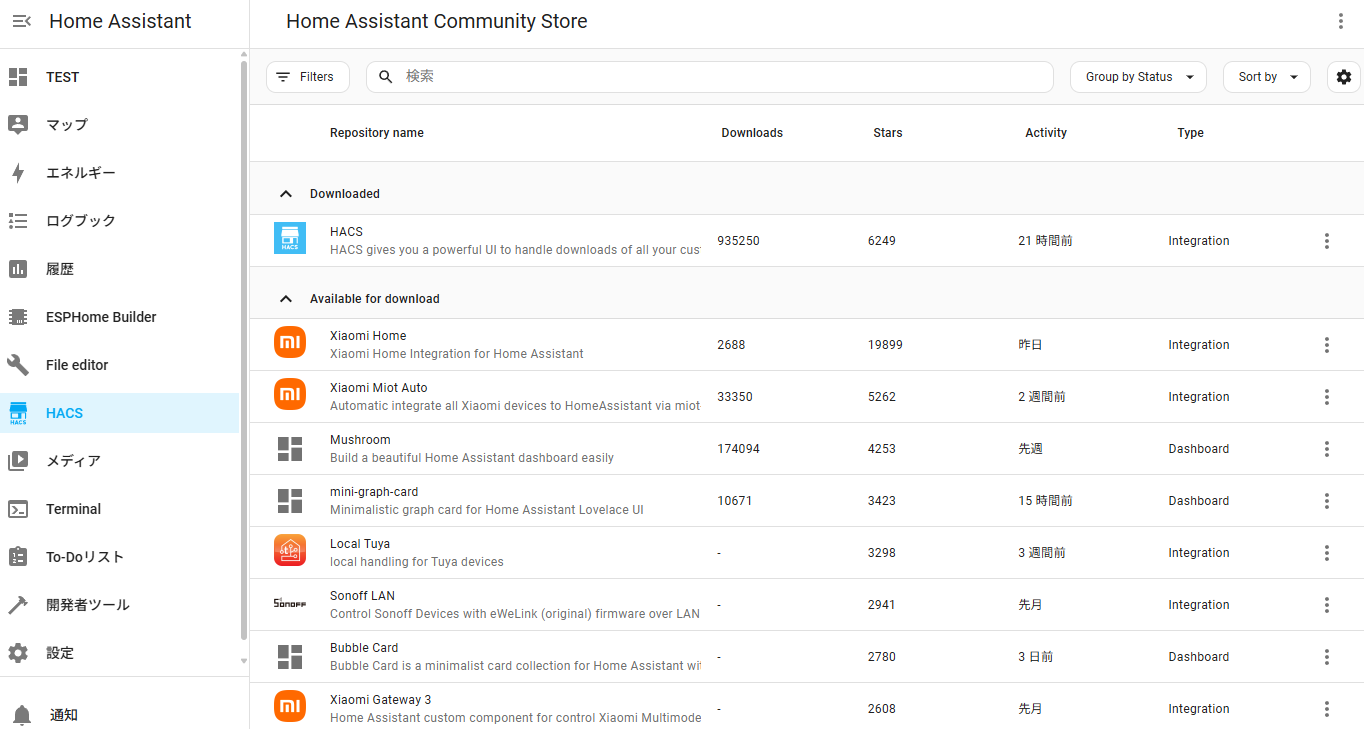 Home Assistant
Home Assistant Community Store
TEST
マップ
エネルギー
ログブック
履歴
ESPHome Builder
File editor
HACS
HACS
メディア
Terminal
To-Doリスト
開発者ツール
設定
通知
Filters
検索
Group by Status
Sort by
Repository name Downloads Stars Activity Type
Downloaded
HACS
HACS
HACS gives you a powerful UI to handle downloads of all your cus
935250 6249 21 時間前 Integration
Available for download
Xiaomi Home
Xiaomi Home Integration for Home Assistant
2688 19899 昨日 Integration
Xiaomi Miot Auto
Automatic integrate all Xiaomi devices to HomeAssistant via miot
33350 5262 2 週間前 Integration
Mushroom
Build a beautiful Home Assistant dashboard easily
174094 4253 先週 Dashboard
mini-graph-card
Minimalistic graph card for Home Assistant Lovelace UI
10671 3423 15 時間前 Dashboard
Local Tuya
local handling for Tuya devices
- 3298 3 週間前 Integration
SONOFF
Sonoff LAN
Control Sonoff Devices with eWeLink (original) firmware over LAN
- 2941 先月 Integration
Bubble Card
Bubble Card is a minimalist card collection for Home Assistant wi
- 2780 3 日前 Dashboard
Xiaomi Gateway 3
Home Assistant custom component for control Xiaomi Multimode
- 2608 先月 Integration